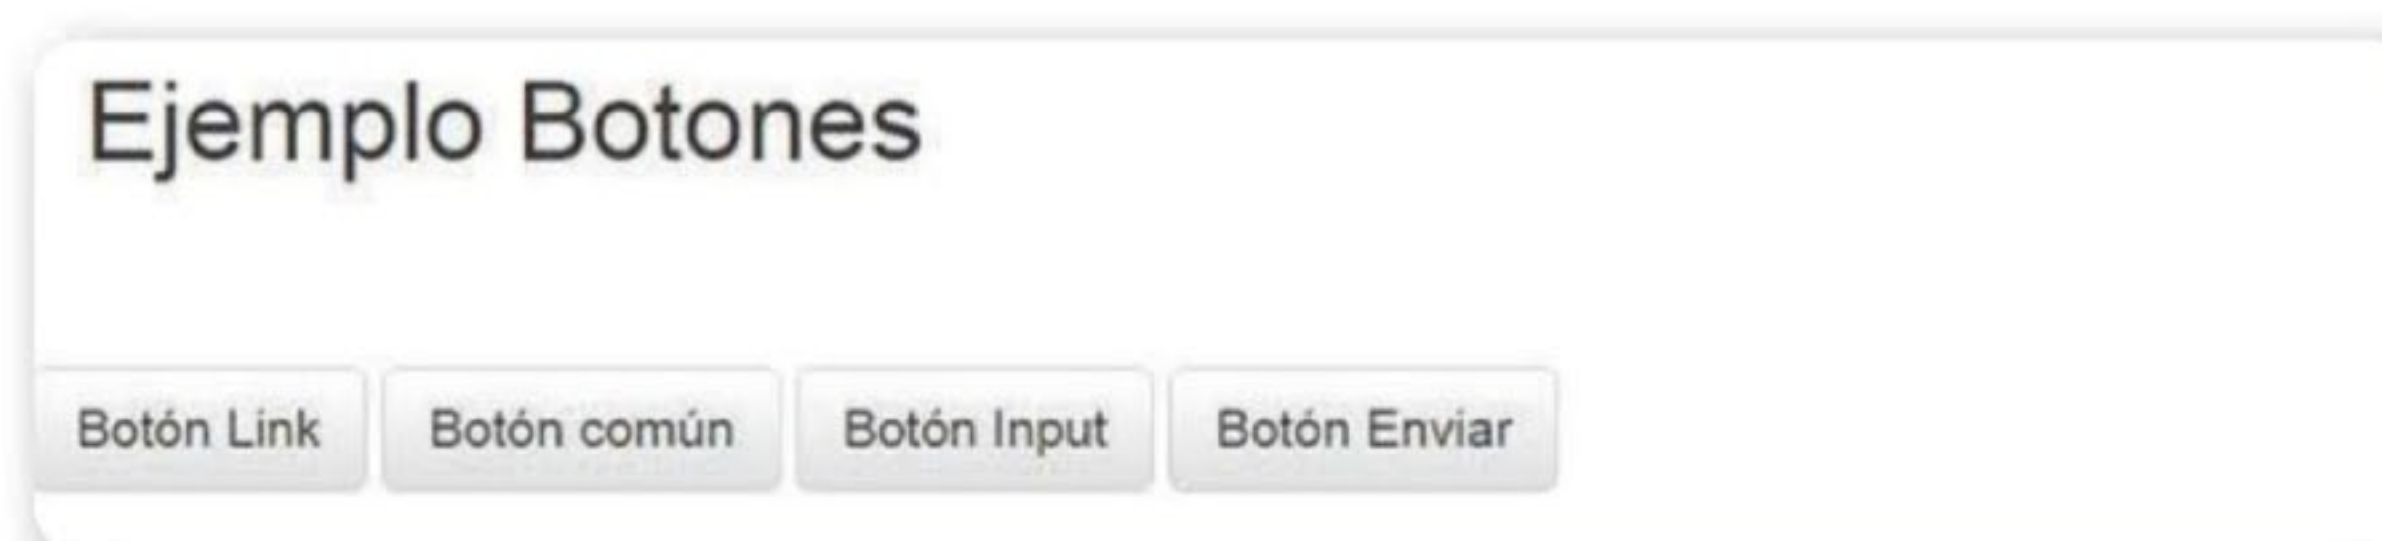 Ejemplo Botones
Botón Link Botón común Botón Input Botón Enviar